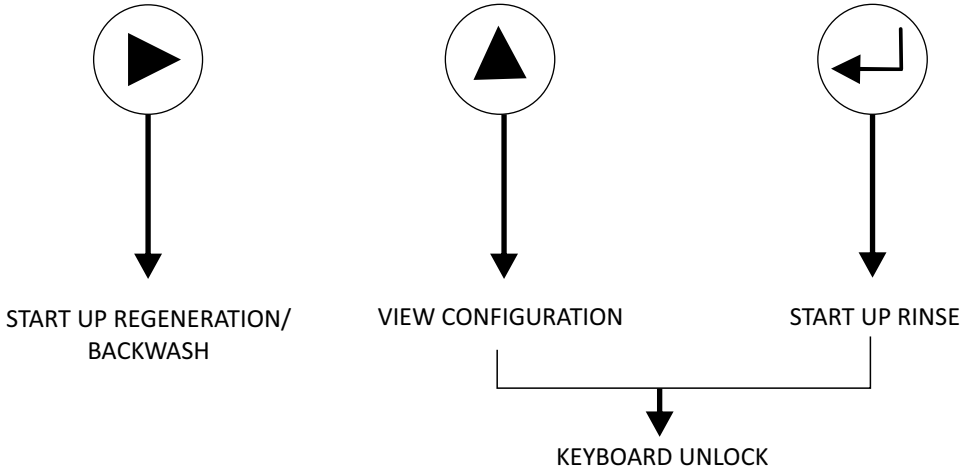 START UP REGENERATION/
BACKWASH
VIEW CONFIGURATION
START UP RINSE
KEYBOARD UNLOCK